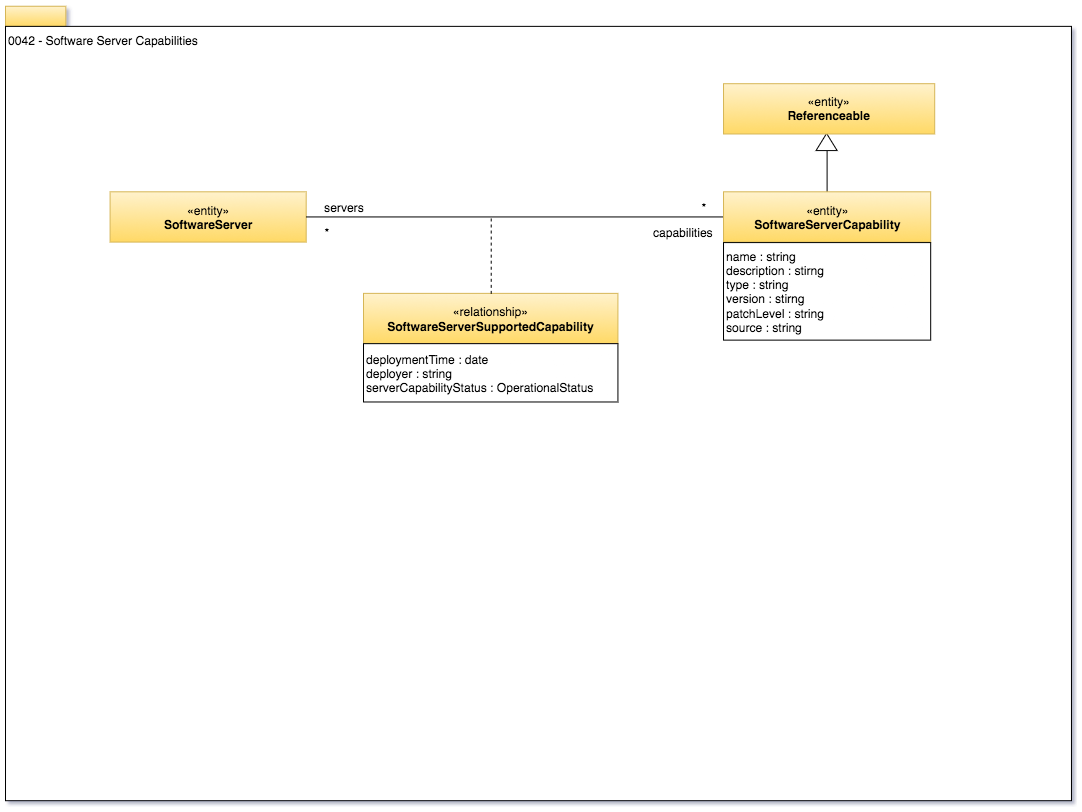 0042 - Software Server Capabilities
«entity»
Referenceable
«entity»
SoftwareServer
servers
*
*
capabilities
«entity»
SoftwareServerCapability
name : string
description : stirng
type : string
version : stirng
patchLevel : string
source : string
«relationship»
SoftwareServerSupportedCapability
deploymentTime : date
deployer : string
serverCapabilityStatus : OperationalStatus